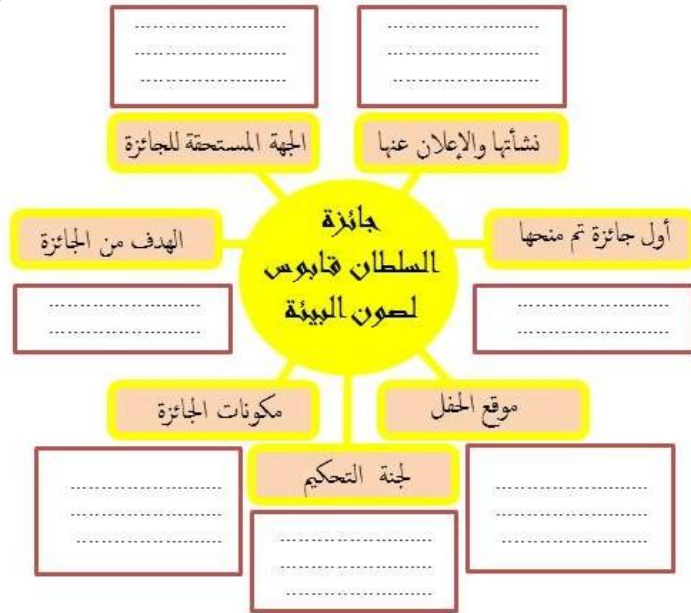 نشأتها والإعلان عنها
الجهة المستحقة للجائزة
أول جائزة تم منحها
جائزة
السلطان قابوس
لصون البيئة
الهدف من الجائزة
موقع الحفل
مكونات الجائزة
لجنة التحكيم